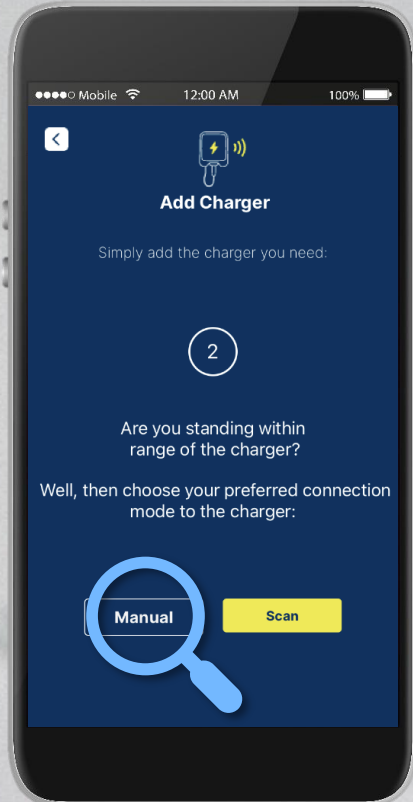 Mobile 12:00 AM 100%
Add Charger
Simply add the charger you need:
2
Are you standing within
range of the charger?
Well, then choose your preferred connection
mode to the charger:
Manual Scan